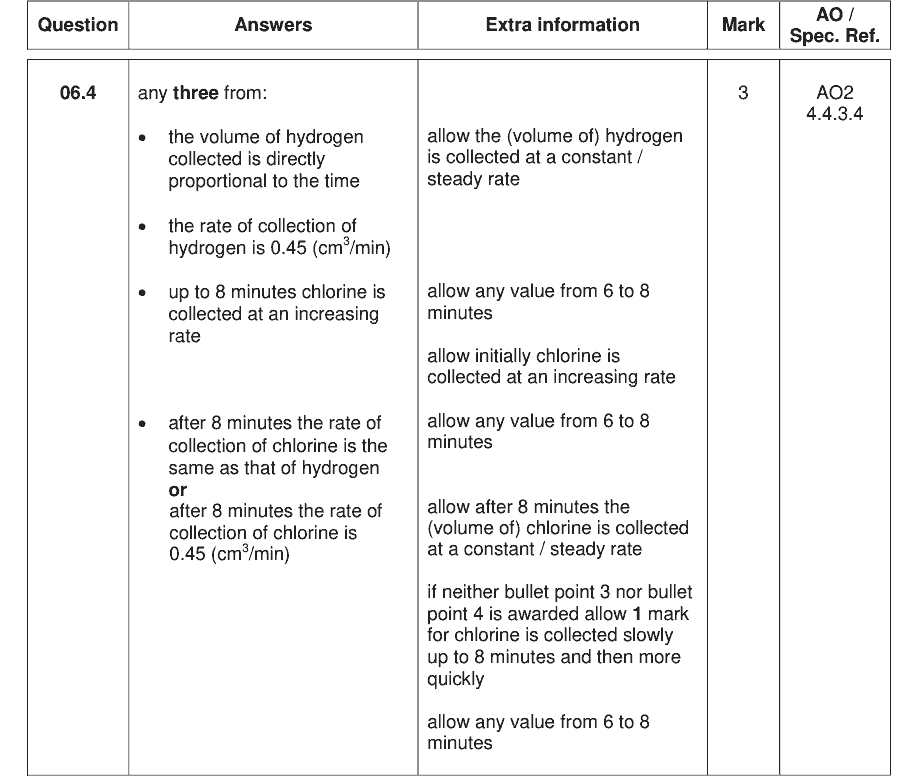 Question Answers Extra information Mark AO / Spec. Ref.
06.4 any three from: 3 AO2
4.4.3.4
• the volume of hydrogen
collected is directly
proportional to the time
allow the (volume of) hydrogen
is collected at a constant /
steady rate
• the rate of collection of
hydrogen is 0.45 (cm³/min)
• up to 8 minutes chlorine is
collected at an increasing
rate
allow any value from 6 to 8
minutes
allow initially chlorine is
collected at an increasing rate
• after 8 minutes the rate of
collection of chlorine is the
same as that of hydrogen
or
after 8 minutes the rate of
collection of chlorine is
0.45 (cm³/min)
allow any value from 6 to 8
minutes
allow after 8 minutes the
(volume of) chlorine is collected
at a constant / steady rate
if neither bullet point 3 nor bullet
point 4 is awarded allow 1 mark
for chlorine is collected slowly
up to 8 minutes and then more
quickly
allow any value from 6 to 8
minutes